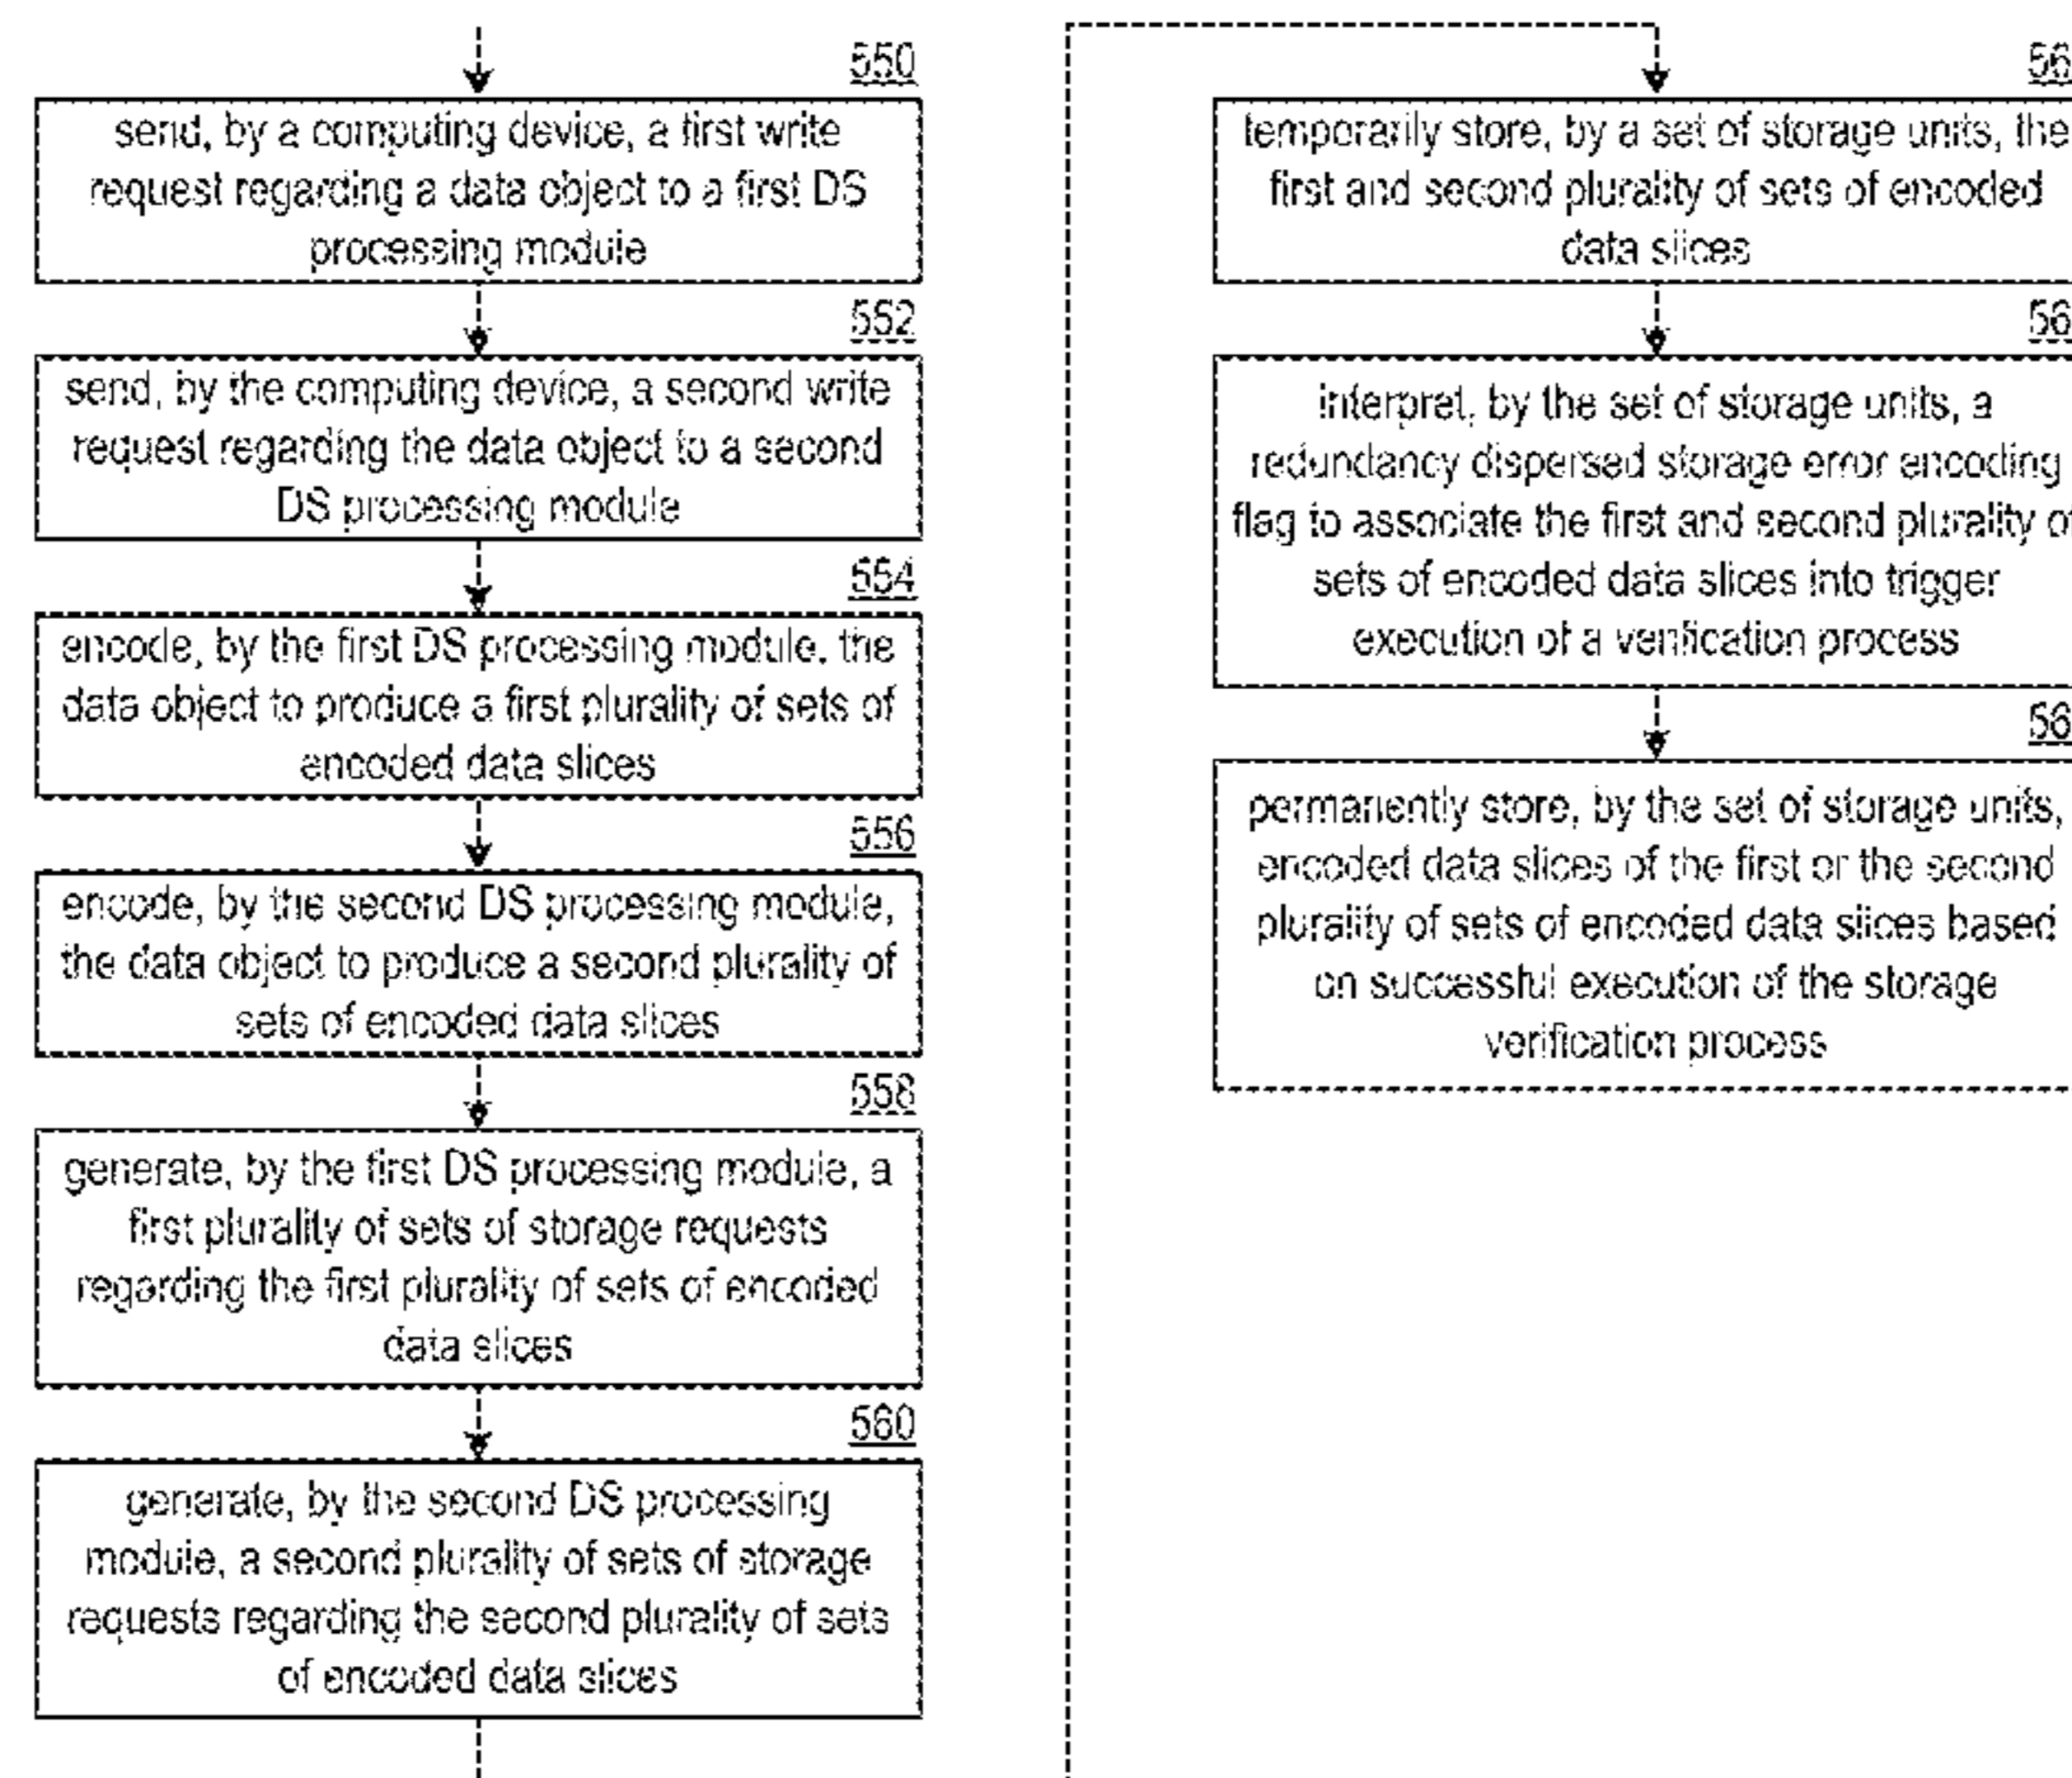 550
send, by a computing device, a first write
request regarding a data object to a first DS
processing module
552
send, by the computing device, a second write
request regarding the data object to a second
DS processing module
554
encode, by the first DS processing module, the
data object to produce a first plurality of sets of
encoded data slices
556
encode, by the second DS processing module,
the data object to produce a second plurality of
sets of encoded data slices
558
generate, by the first DS processing module, a
first plurality of sets of storage requests
regarding the first plurality of sets of encoded
data slices
560
generate, by the second DS processing
module, a second plurality of sets of storage
requests regarding the second plurality of sets
of encoded data slices
56
temporarily store, by a set of storage units, the
first and second plurality of sets of encoded
data slices
56
interpret, by the set of storage units, a
redundancy dispersed storage error encoding
flag to associate the first and second plurality of
sets of encoded data slices into trigger
execution of a verification process
56
permanently store, by the set of storage units,
encoded data slices of the first or the second
plurality of sets of encoded data slices based
on successful execution of the storage
verification process